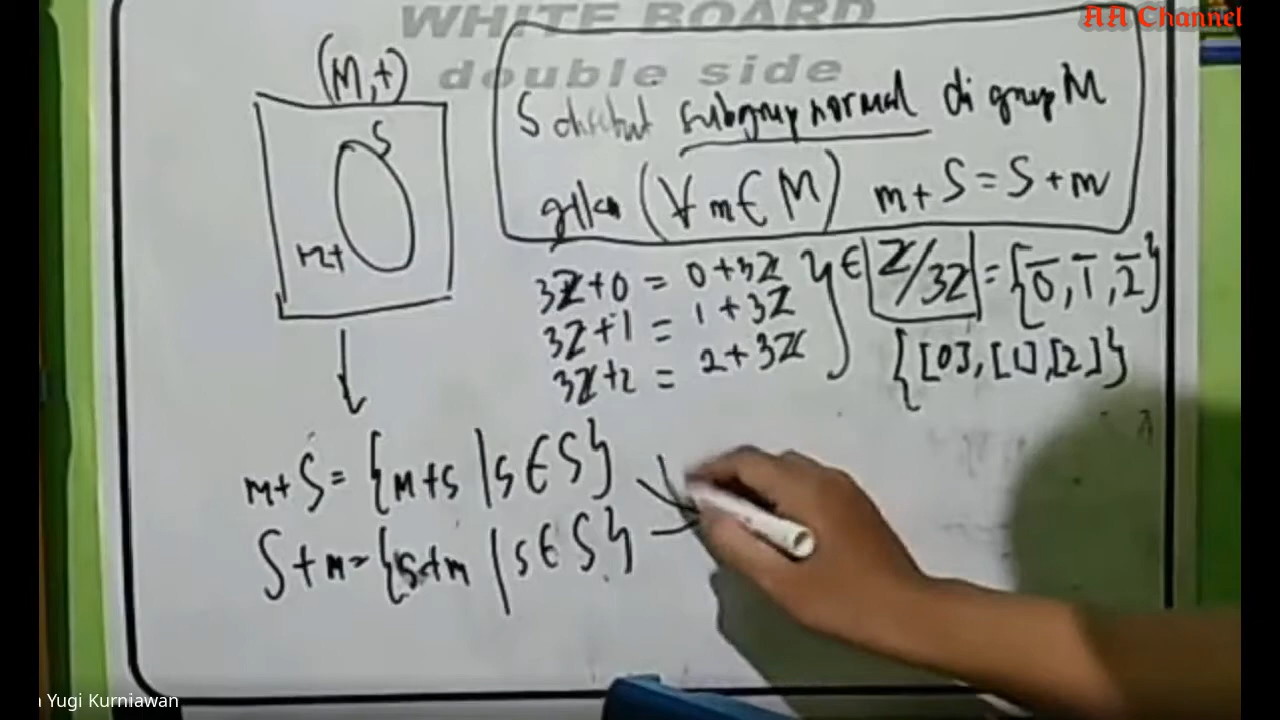 WHITE BOARD
AA Channel
double side
(M,+)
S
S disebut subgrup normal di grup M
(∀ m ∈ M) m+S = S+m
m+
3Z+0 = 0+3Z } ∈ Z/3Z = {0̅, 1̅, 2̅}
3Z+1 = 1+3Z
3Z+2 = 2+3Z
{[0], [1], [2]}
m+S = {m+s | s ∈ S}
S+m = {s+m | s ∈ S}
Yugi Kurniawan